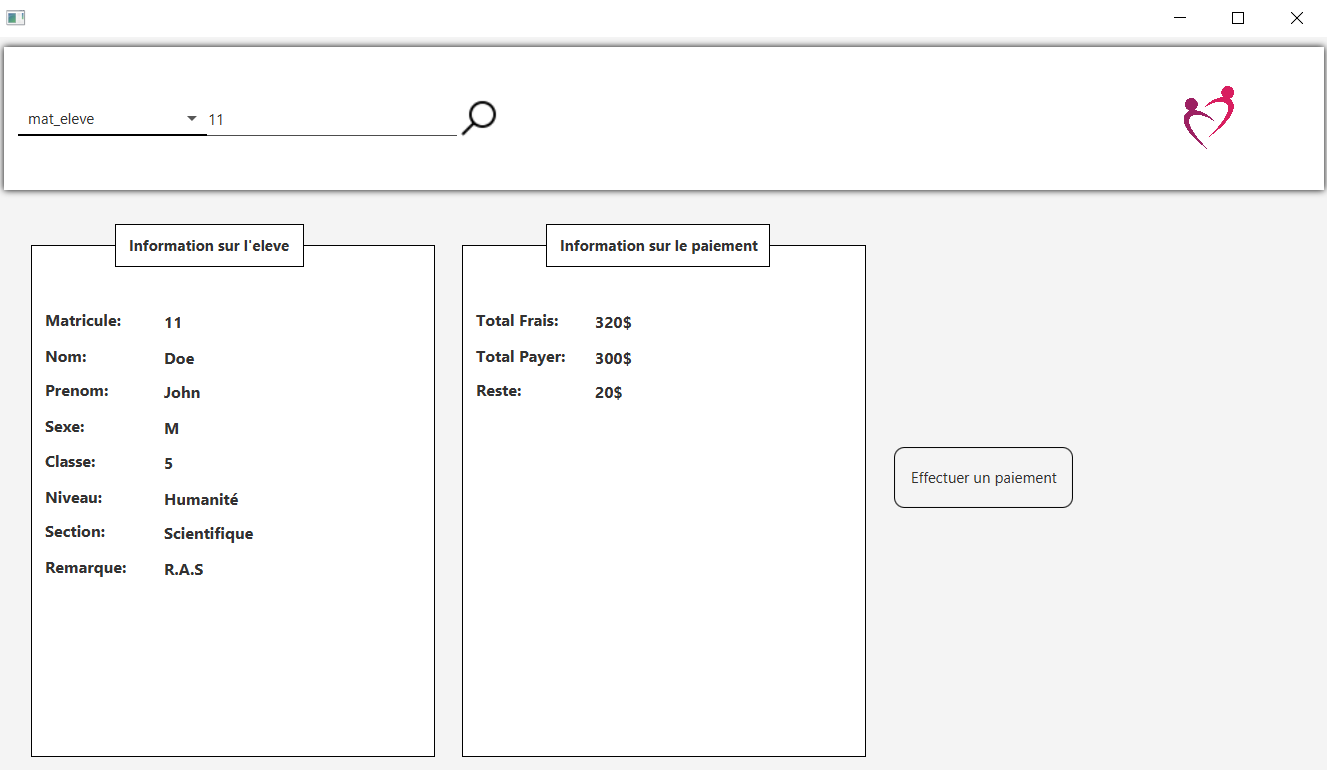 mat_eleve 11
Information sur l'eleve
Matricule: 11
Nom: Doe
Prenom: John
Sexe: M
Classe: 5
Niveau: Humanité
Section: Scientifique
Remarque: R.A.S
Information sur le paiement
Total Frais: 320$
Total Payer: 300$
Reste: 20$
Effectuer un paiement